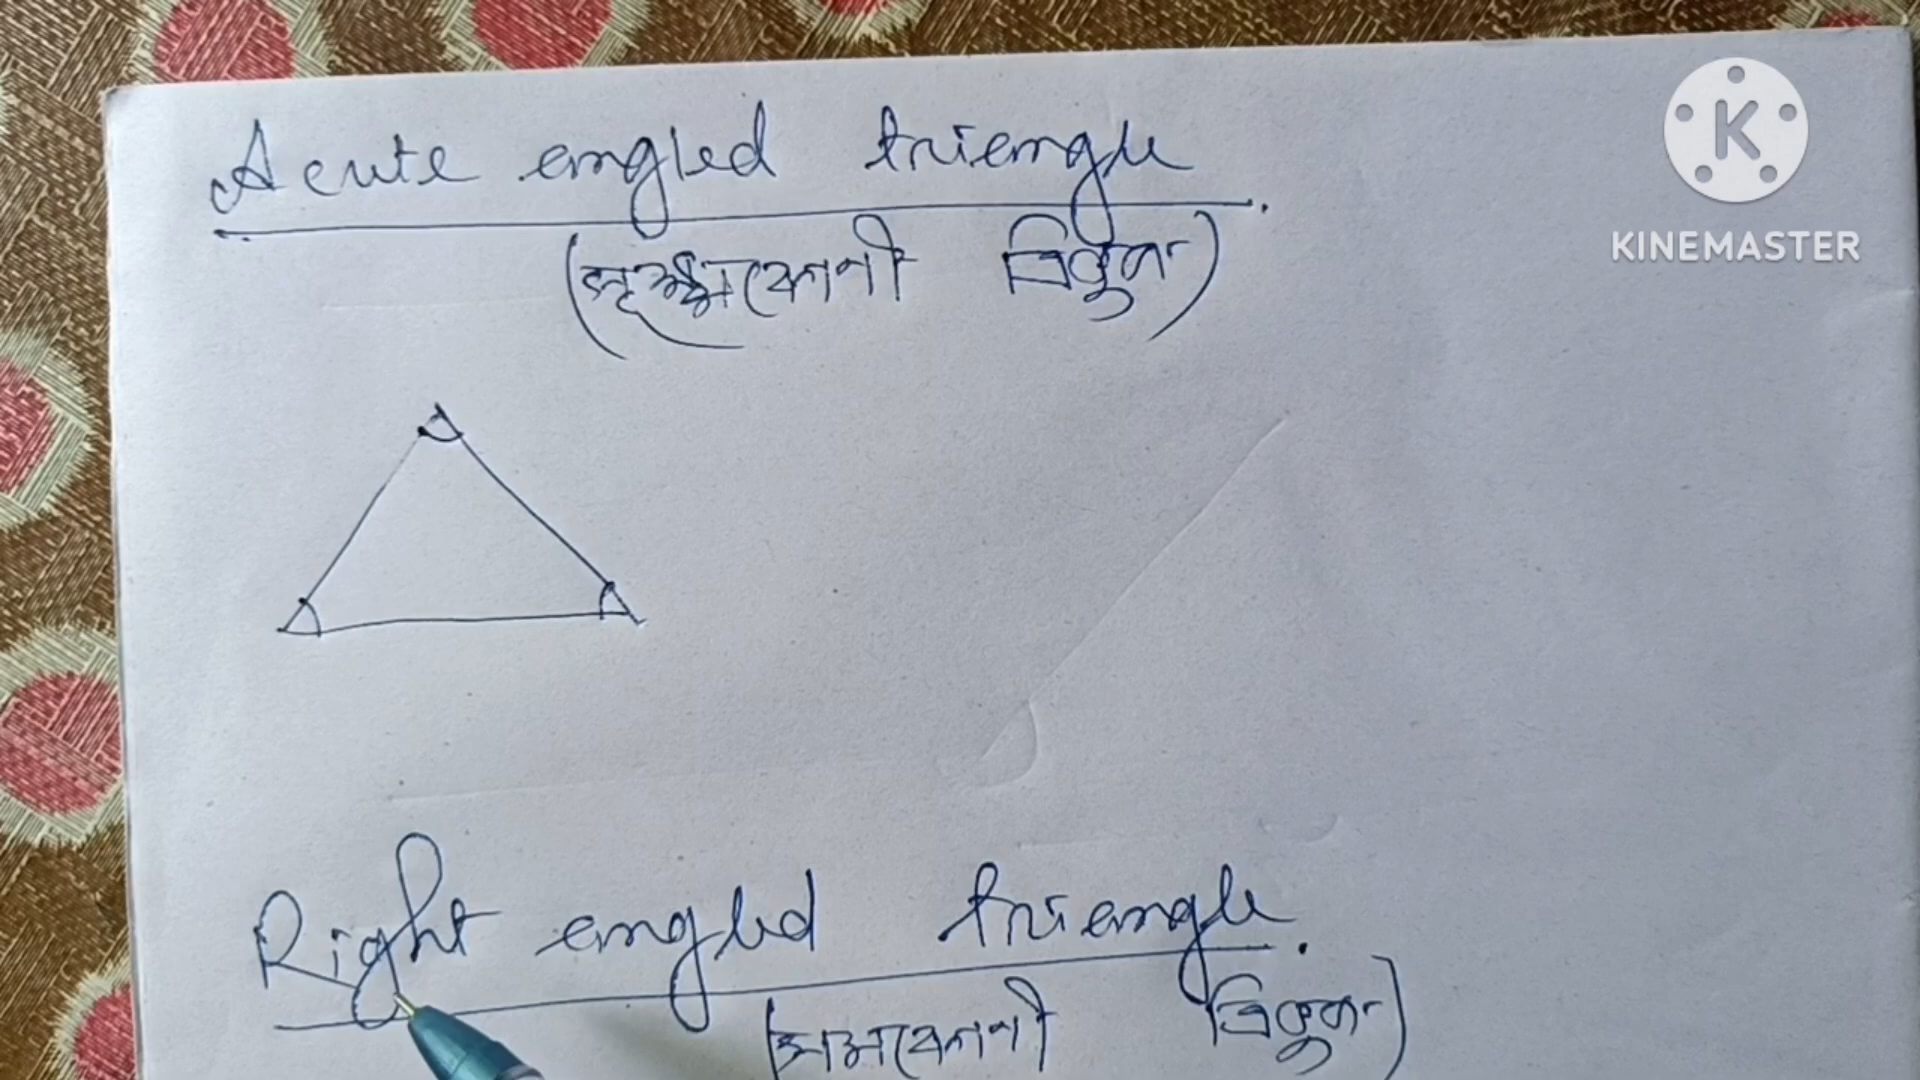 Acute angled triangle.
(সূক্ষ্মকোণী ত্রিভুজ)
Right angled triangle.
(সমকোণী ত্রিভুজ)
K
KINEMASTER